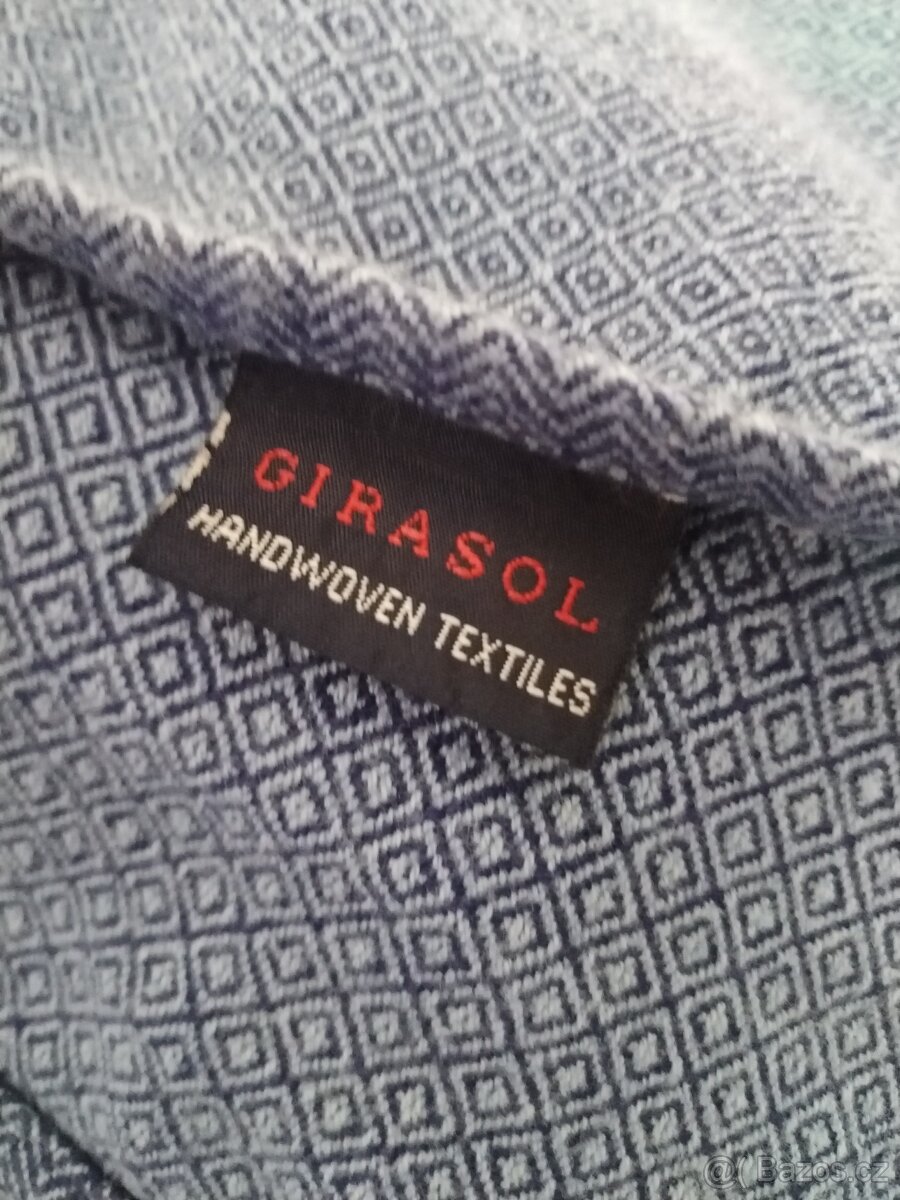 GIRASOL
HANDWOVEN TEXTILES
@( Bazos.cz